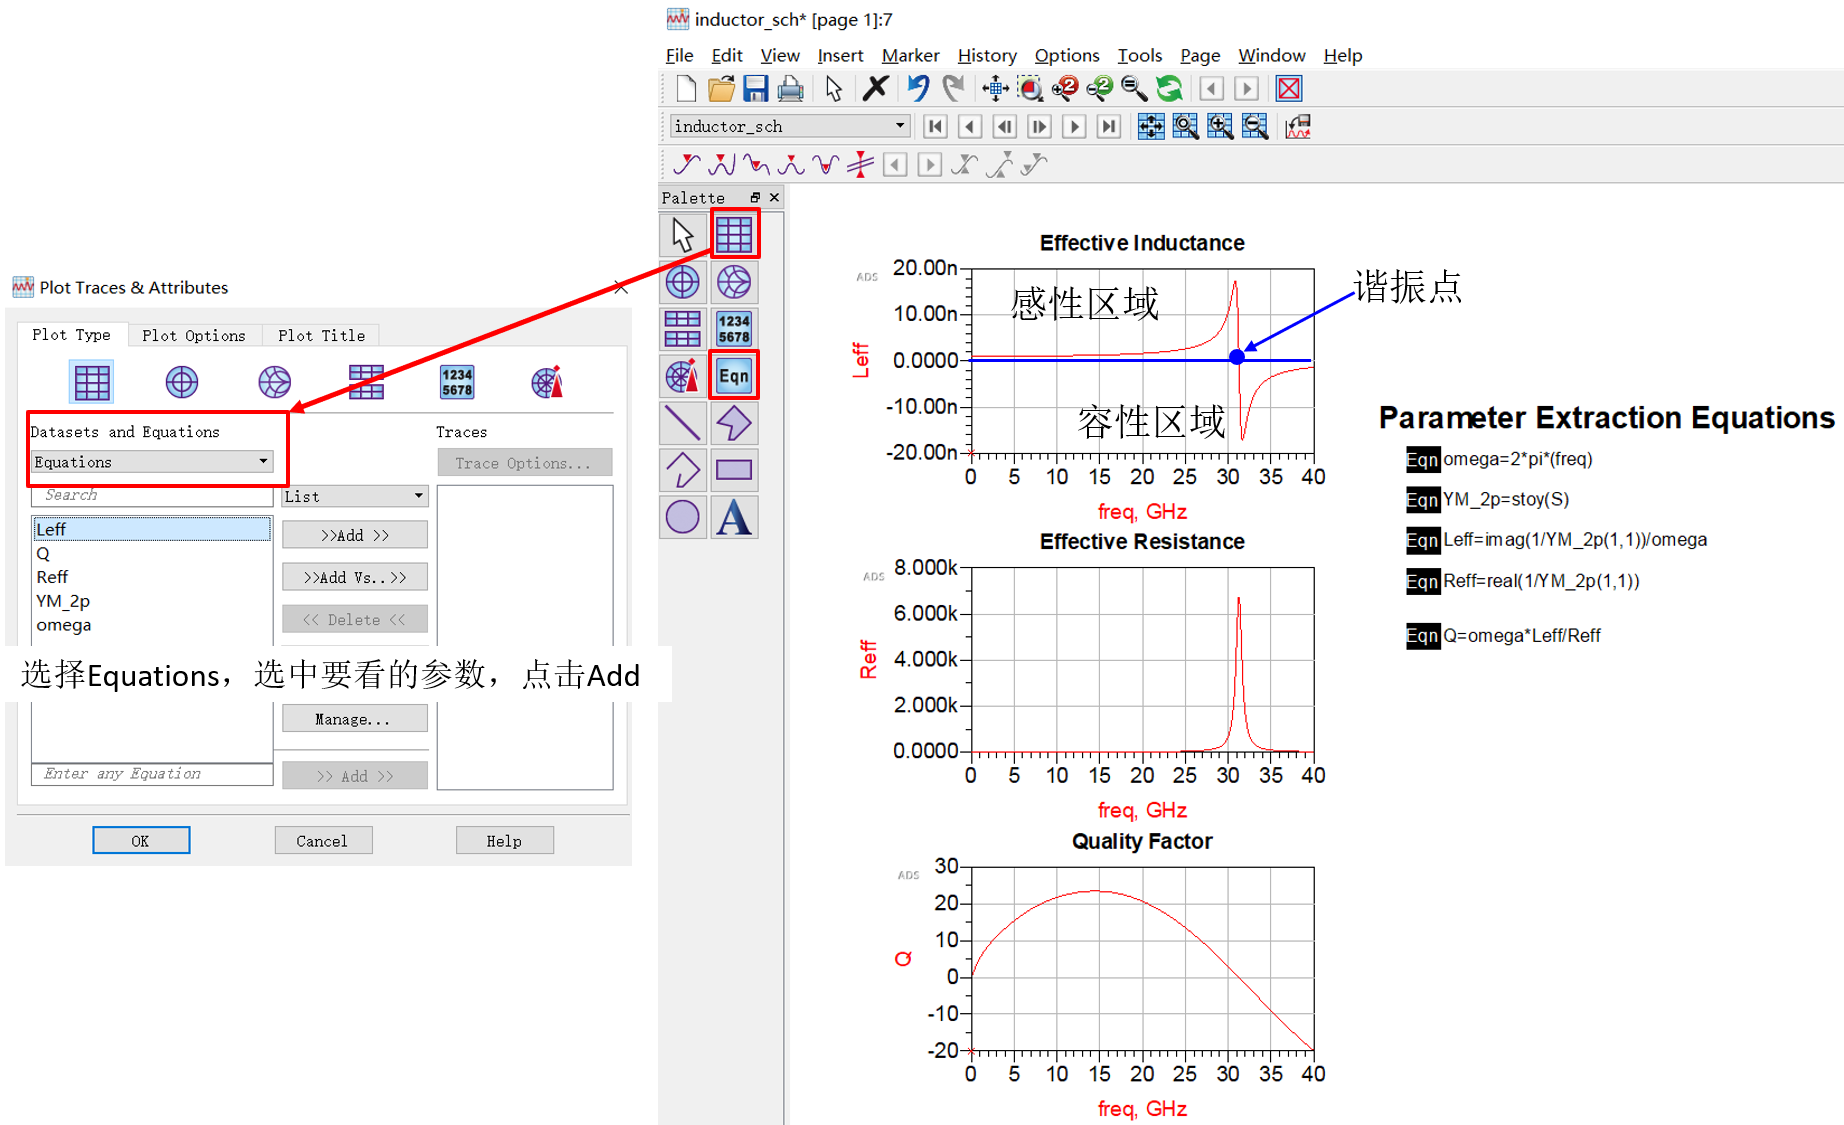 inductor_sch* [page 1]:7
File Edit View Insert Marker History Options Tools Page Window Help
inductor_sch
Palette
1234
5678
Eqn
Plot Traces & Attributes
Plot Type Plot Options Plot Title
1234
5678
Datasets and Equations
Equations
Search
Leff
Q
Reff
YM_2p
omega
List
>>Add >>
>>Add Vs..>>
<< Delete <<
Traces
Trace Options...
选择Equations，选中要看的参数，点击Add
Manage...
Enter any Equation
>> Add >>
OK Cancel Help
Effective Inductance
ADS
Leff
20.00n
10.00n
0.0000
-10.00n
-20.00n
感性区域
谐振点
容性区域
0 5 10 15 20 25 30 35 40
freq, GHz
Effective Resistance
ADS
Reff
8.000k
6.000k
4.000k
2.000k
0.0000
0 5 10 15 20 25 30 35 40
freq, GHz
Quality Factor
ADS
Q
30
20
10
0
-10
-20
0 5 10 15 20 25 30 35 40
freq, GHz
Parameter Extraction Equations
Eqn omega=2*pi*(freq)
Eqn YM_2p=stoy(S)
Eqn Leff=imag(1/YM_2p(1,1))/omega
Eqn Reff=real(1/YM_2p(1,1))
Eqn Q=omega*Leff/Reff